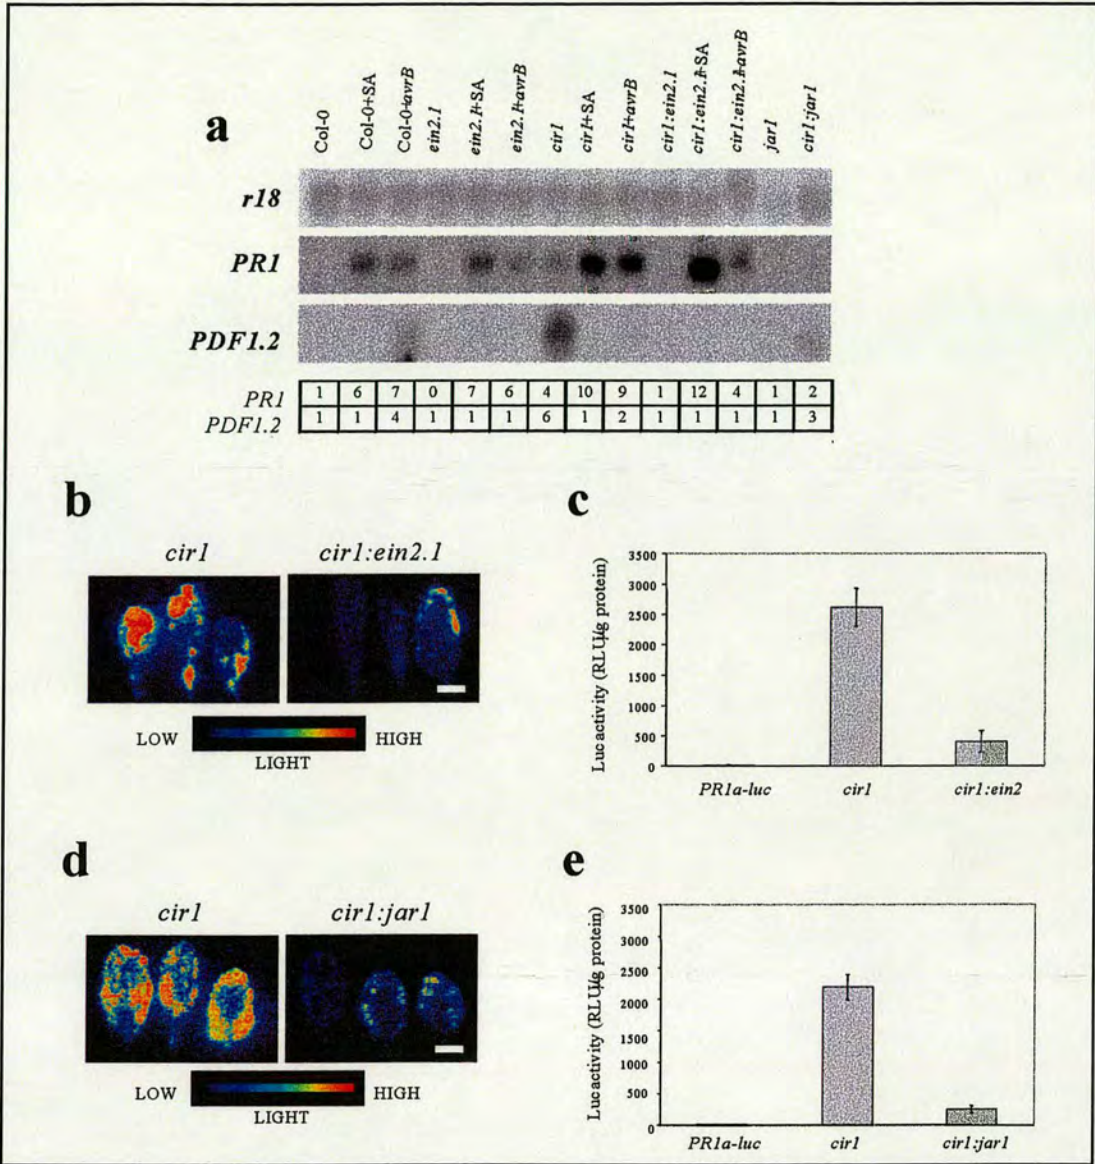 a
Col-0
Col-0+SA
Col-0+avrB
ein2.1
ein2.1+SA
ein2.1+avrB
cir1
cir1+SA
cir1+avrB
cir1:ein2.1
cir1:ein2.1+SA
cir1:ein2.1+avrB
jar1
cir1:jar1
r18
PR1
PDF1.2
PR1 1 6 7 0 7 6 4 10 9 1 12 4 1 2
PDF1.2 1 1 4 1 1 1 6 1 2 1 1 1 1 3
b
cir1 cir1:ein2.1
LOW HIGH
LIGHT
c
Luc activity (RLU/µg protein)
3500
3000
2500
2000
1500
1000
500
0
PR1a-luc cir1 cir1:ein2
d
cir1 cir1:jar1
LOW HIGH
LIGHT
e
Luc activity (RLU/µg protein)
3500
3000
2500
2000
1500
1000
500
0
PR1a-luc cir1 cir1:jar1